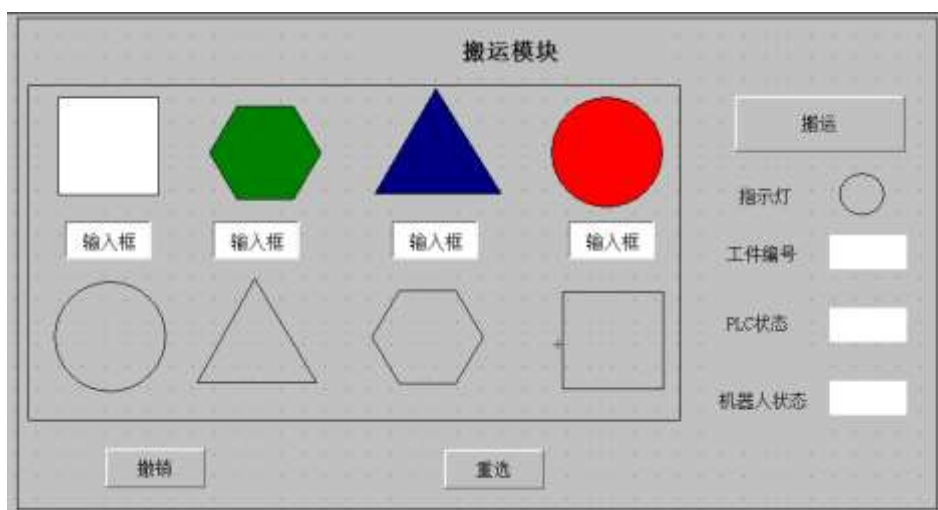 搬运模块
搬运
指示灯
输入框 输入框 输入框 输入框
工件编号
PLC状态
机器人状态
撤销 重选